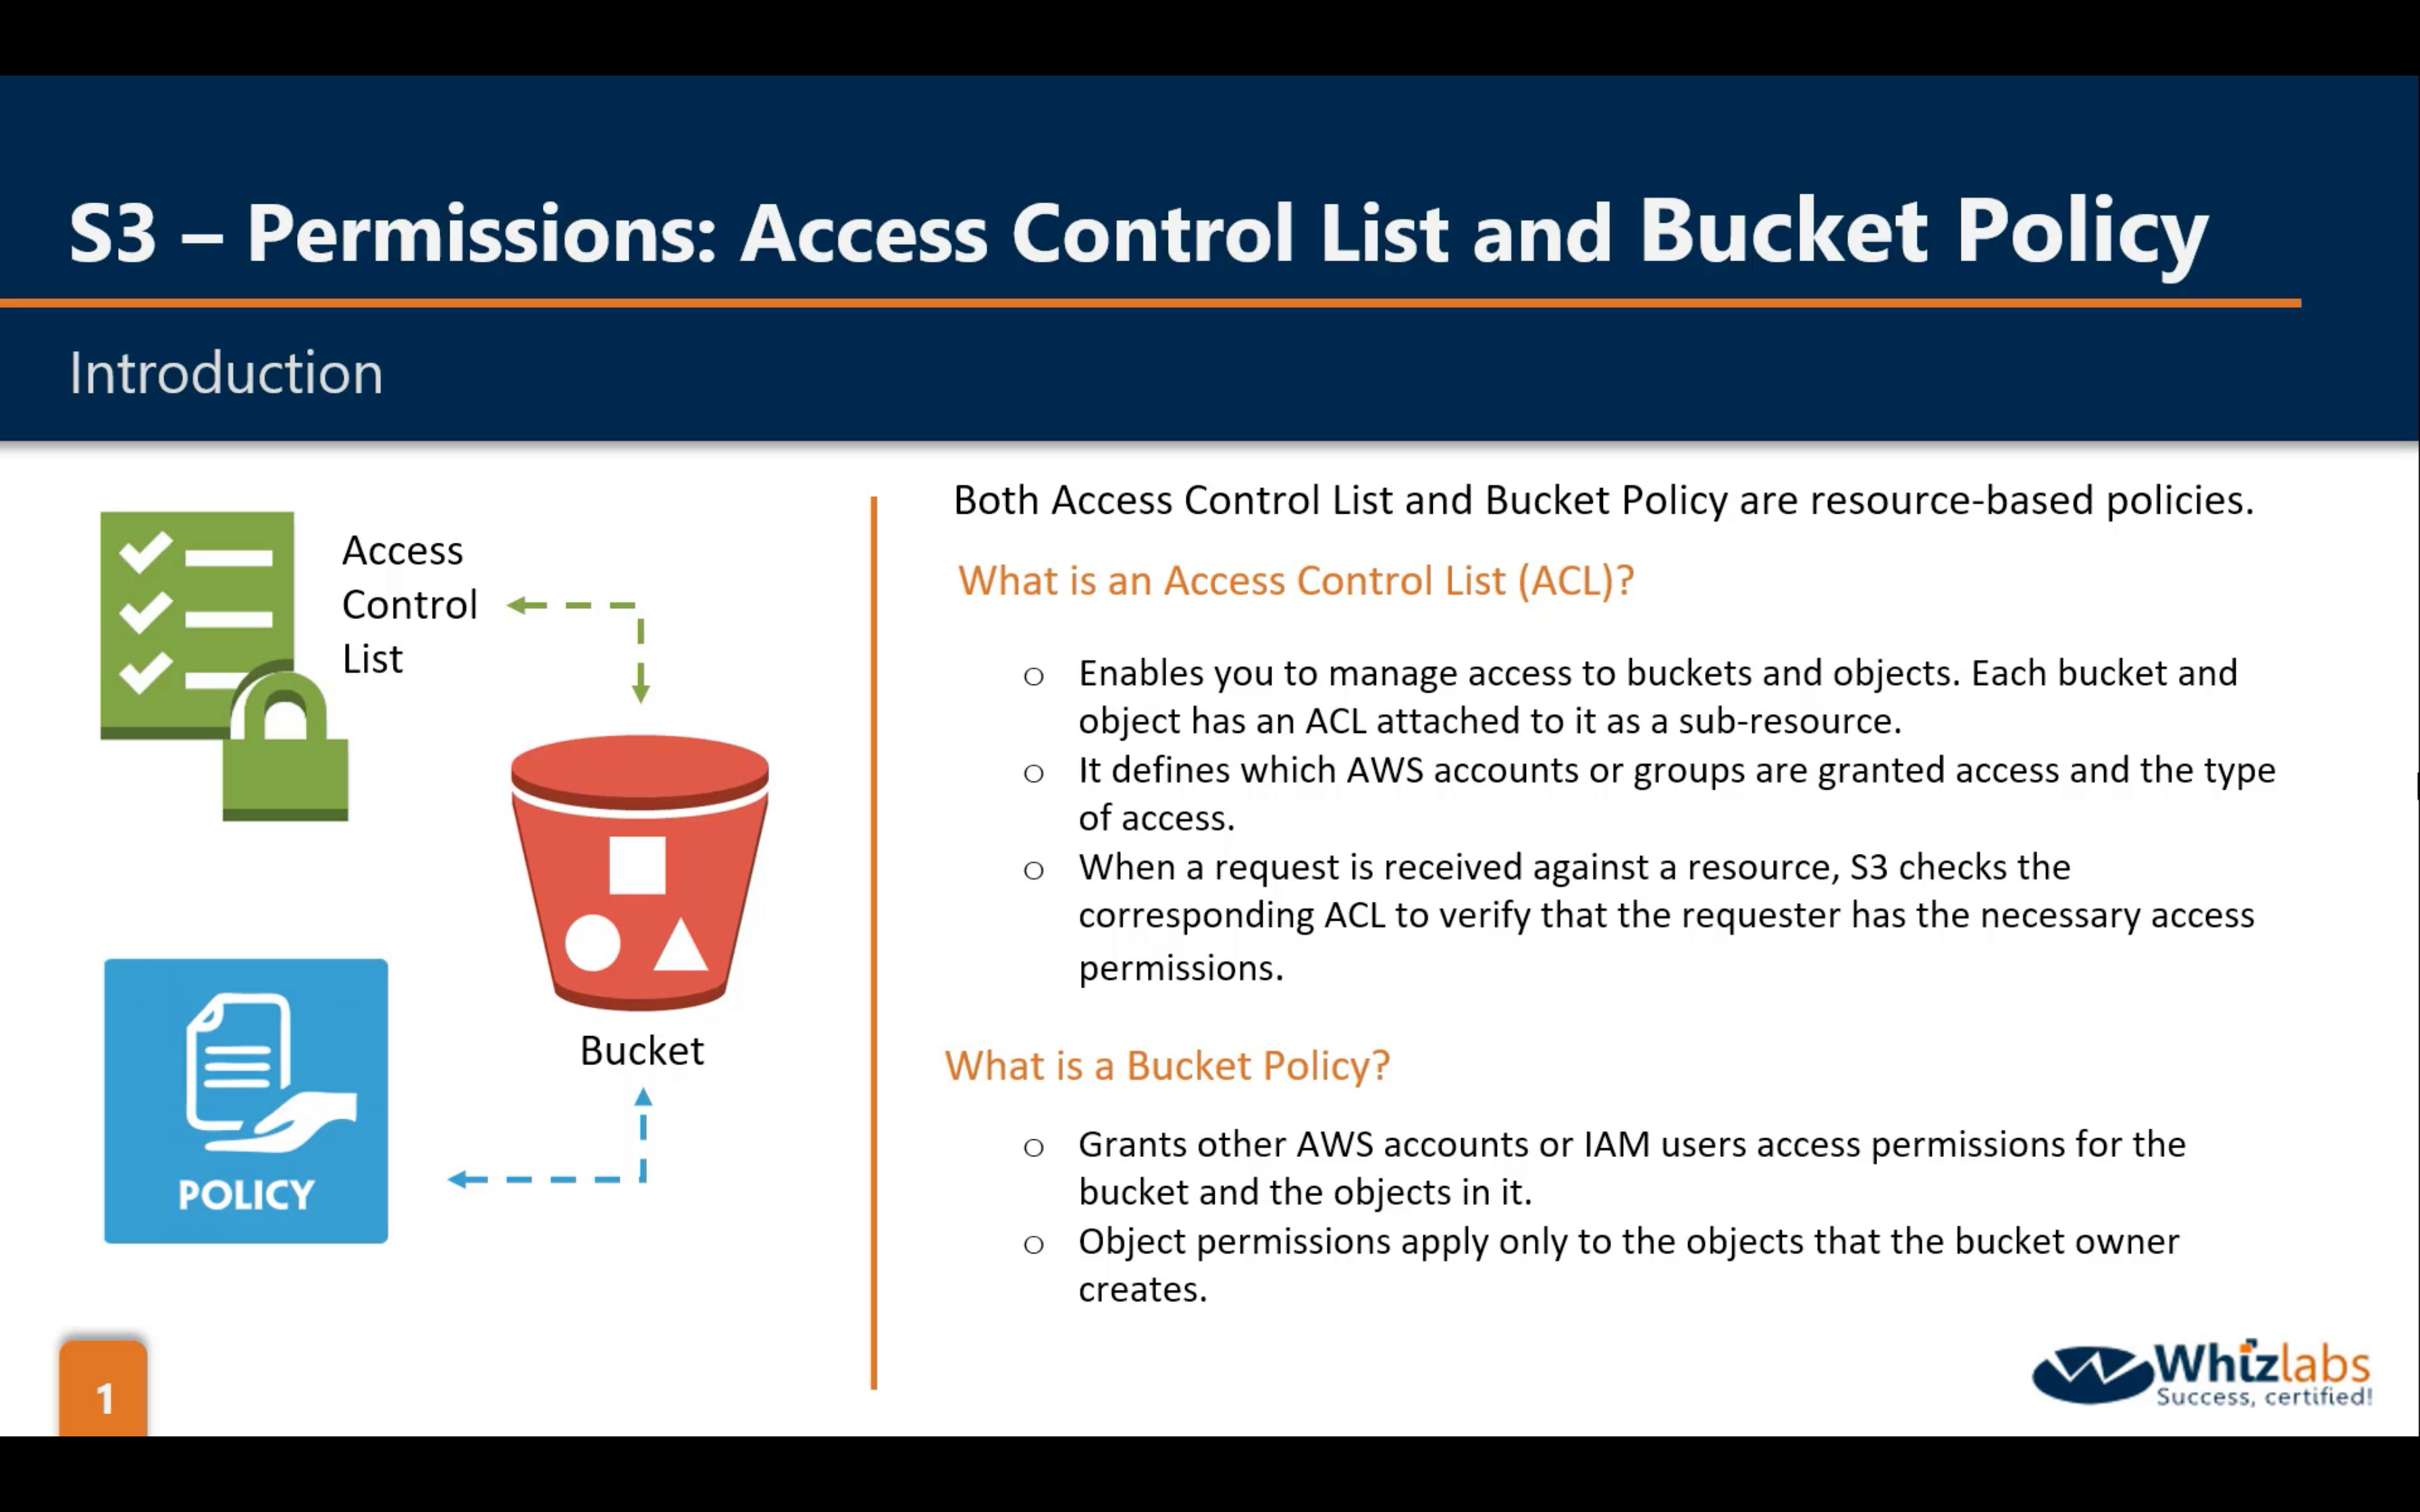 S3 – Permissions: Access Control List and Bucket Policy
Introduction
Access
Control
List
Bucket
POLICY
Both Access Control List and Bucket Policy are resource-based policies.
What is an Access Control List (ACL)?
o Enables you to manage access to buckets and objects. Each bucket and
object has an ACL attached to it as a sub-resource.
o It defines which AWS accounts or groups are granted access and the type
of access.
o When a request is received against a resource, S3 checks the
corresponding ACL to verify that the requester has the necessary access
permissions.
What is a Bucket Policy?
o Grants other AWS accounts or IAM users access permissions for the
bucket and the objects in it.
o Object permissions apply only to the objects that the bucket owner
creates.
1
Whizlabs
Success, certified!